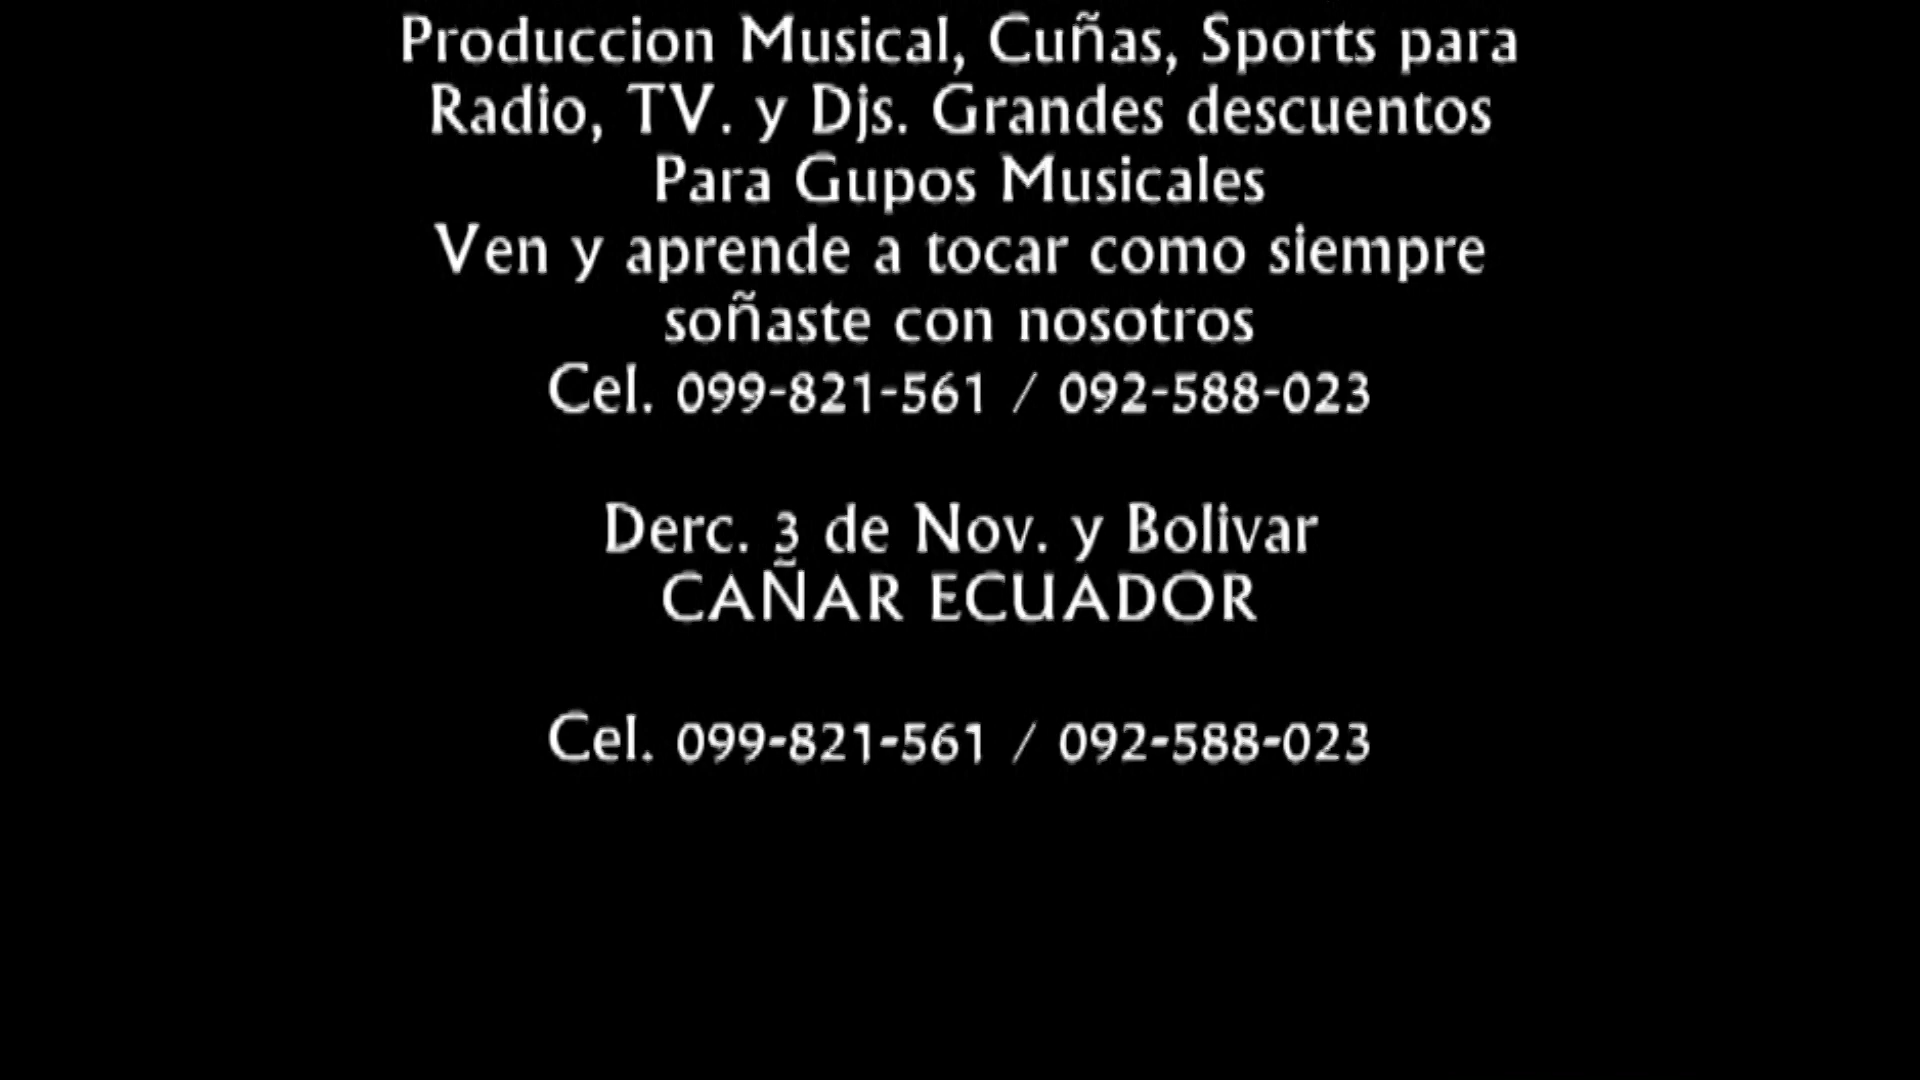 Produccion Musical, Cuñas, Sports para
Radio, TV. y Djs. Grandes descuentos
Para Gupos Musicales
Ven y aprende a tocar como siempre
soñaste con nosotros
Cel. 099-821-561 / 092-588-023
Derc. 3 de Nov. y Bolivar
CAÑAR ECUADOR
Cel. 099-821-561 / 092-588-023